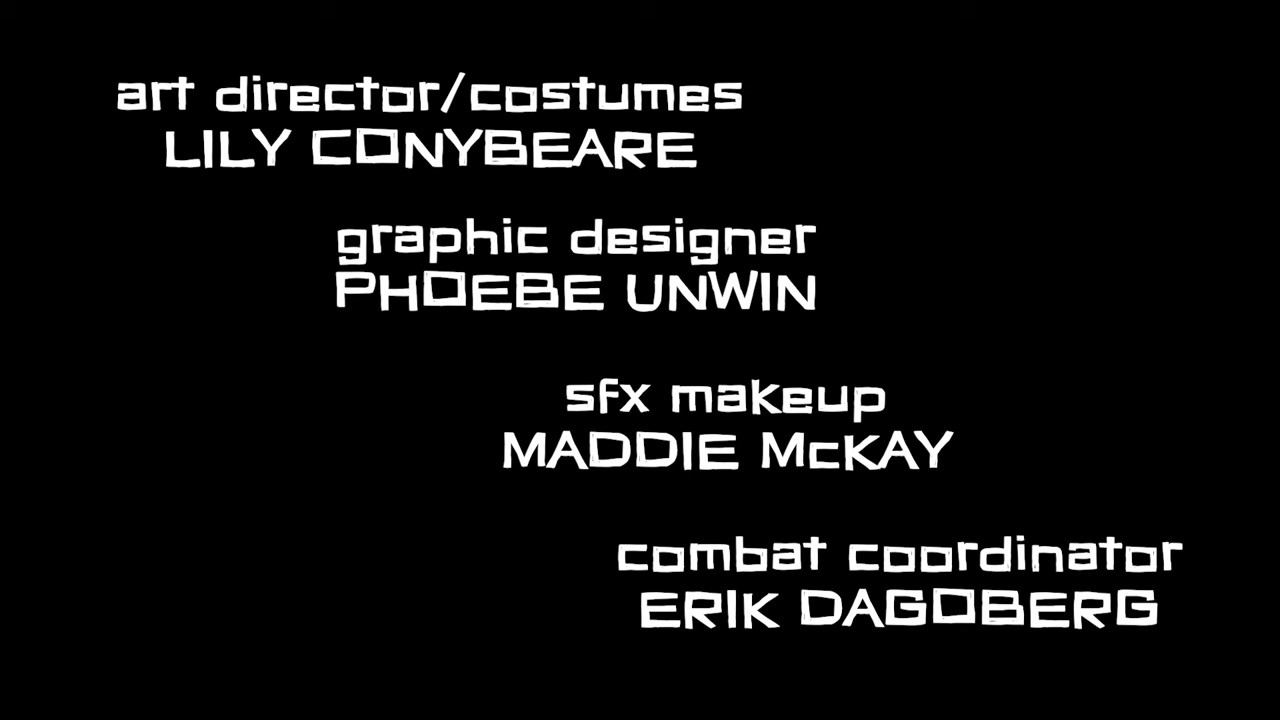 art director/costumes
LILY CONYBEARE
graphic designer
PHOEBE UNWIN
sfx makeup
MADDIE McKAY
combat coordinator
ERIK DAGOBERG